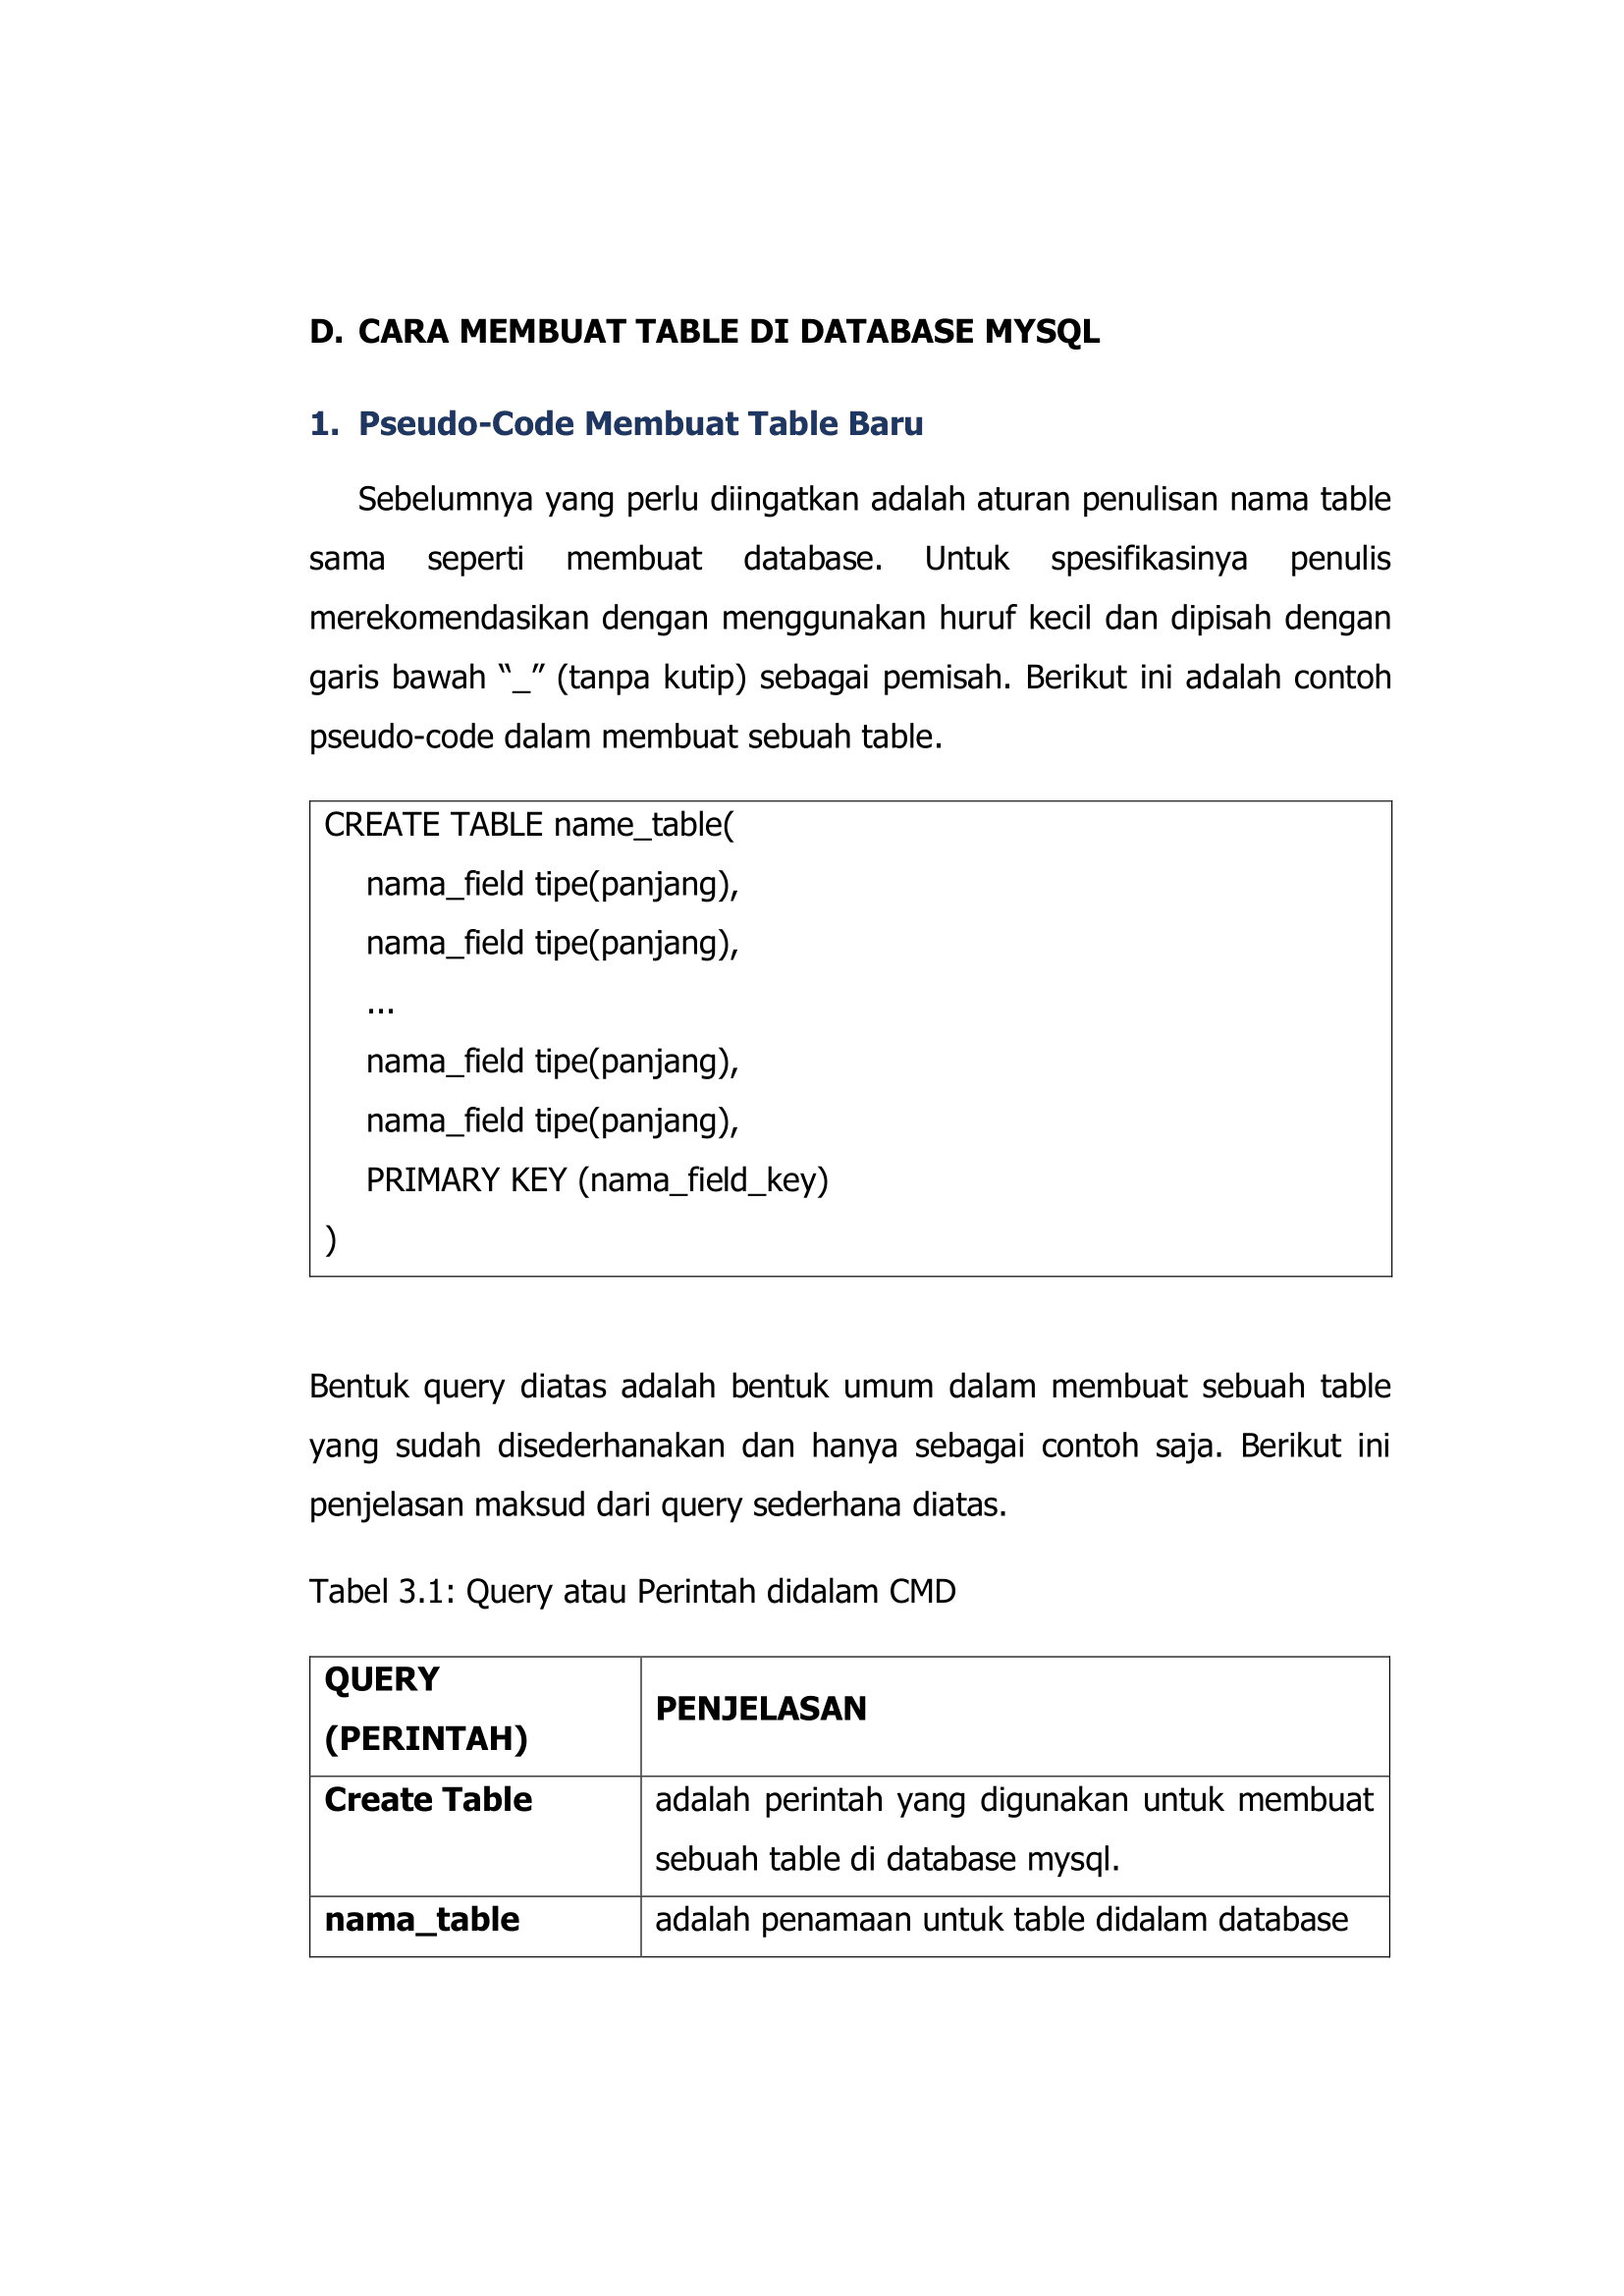 D. CARA MEMBUAT TABLE DI DATABASE MYSQL
1. Pseudo-Code Membuat Table Baru
Sebelumnya yang perlu diingatkan adalah aturan penulisan nama table
sama seperti membuat database. Untuk spesifikasinya penulis
merekomendasikan dengan menggunakan huruf kecil dan dipisah dengan
garis bawah “_” (tanpa kutip) sebagai pemisah. Berikut ini adalah contoh
pseudo-code dalam membuat sebuah table.
CREATE TABLE name_table(
nama_field tipe(panjang),
nama_field tipe(panjang),
...
nama_field tipe(panjang),
nama_field tipe(panjang),
PRIMARY KEY (nama_field_key)
)
Bentuk query diatas adalah bentuk umum dalam membuat sebuah table
yang sudah disederhanakan dan hanya sebagai contoh saja. Berikut ini
penjelasan maksud dari query sederhana diatas.
Tabel 3.1: Query atau Perintah didalam CMD
QUERY
(PERINTAH)
PENJELASAN
Create Table
adalah perintah yang digunakan untuk membuat
sebuah table di database mysql.
nama_table
adalah penamaan untuk table didalam database